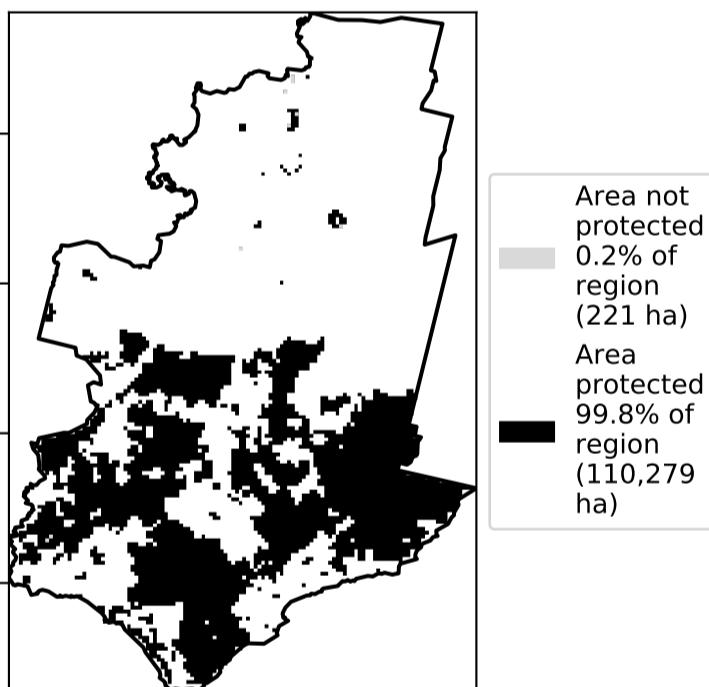 Area not
protected
0.2% of
region
(221 ha)
Area
protected
99.8% of
region
(110,279
ha)